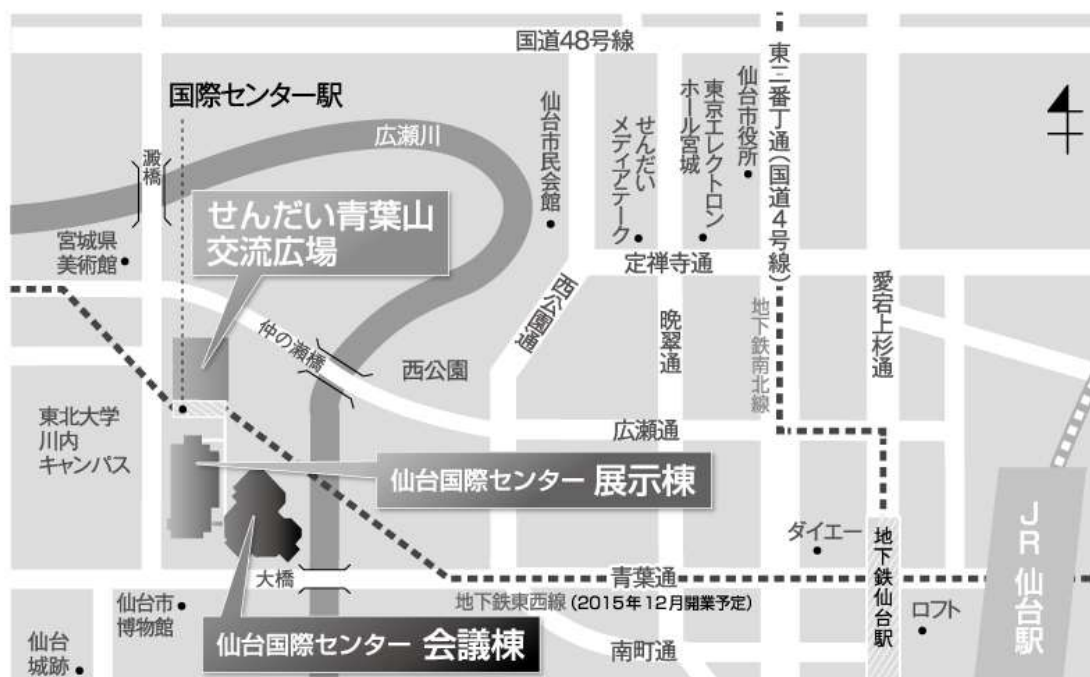 国道48号線
国際センター駅
広瀬川
澱橋
せんだい青葉山
交流広場
宮城県
美術館
仙台市民会館
せんだい
メディアテーク
東京エレクトロン
ホール宮城
仙台市役所
東二番丁通(国道4号線)
定禅寺通
西公園通
晩翠通
地下鉄南北線
愛宕上杉通
仲の瀬橋
西公園
広瀬通
東北大学
川内
キャンパス
仙台国際センター 展示棟
ダイエー
地下鉄仙台駅
JR 仙台駅
大橋
青葉通
地下鉄東西線 (2015年12月開業予定)
仙台市
博物館
仙台国際センター 会議棟
南町通
ロフト
仙台
城跡